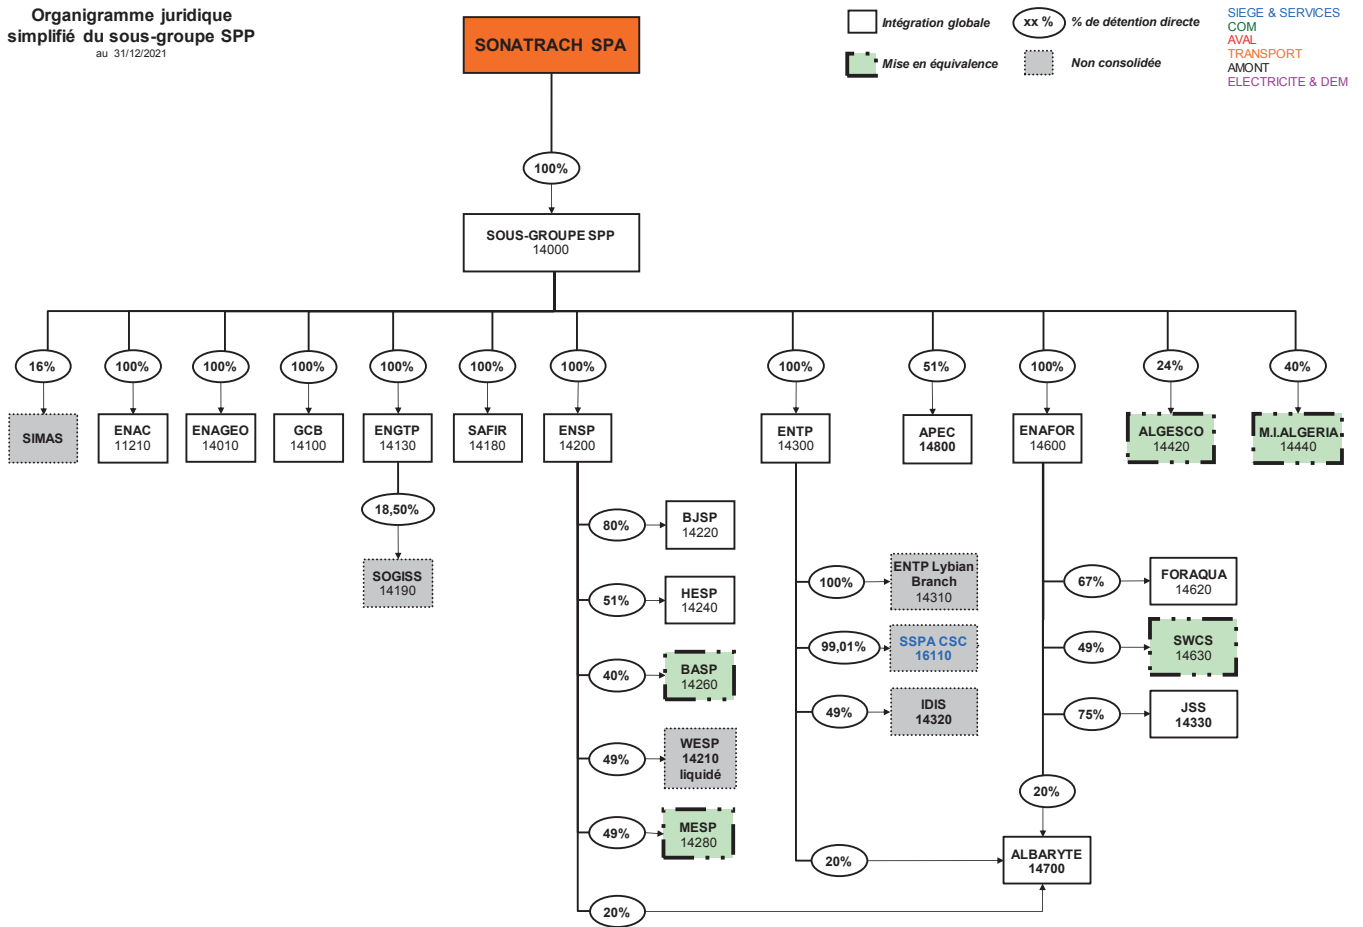 Organigramme juridique
simplifié du sous-groupe SPP
au 31/12/2021
SONATRACH SPA
Intégration globale
xx %
% de détention directe
Mise en équivalence
Non consolidée
SIEGE & SERVICES
COM
AVAL
TRANSPORT
AMONT
ELECTRICITE & DEM
100%
SOUS-GROUPE SPP
14000
16%
100%
100%
100%
100%
100%
100%
100%
51%
100%
24%
40%
SIMAS
ENAC
11210
ENAGEO
14010
GCB
14100
ENGTP
14130
SAFIR
14180
ENSP
14200
ENTP
14300
APEC
14800
ENAFOR
14600
ALGESCO
14420
M.I.ALGERIA
14440
18,50%
SOGISS
14190
80%
BJSP
14220
51%
HESP
14240
40%
BASP
14260
49%
WESP
14210
liquidé
49%
MESP
14280
20%
100%
ENTP Lybian
Branch
14310
99,01%
SSPA CSC
16110
49%
IDIS
14320
20%
67%
FORAQUA
14620
49%
SWCS
14630
75%
JSS
14330
20%
ALBARYTE
14700